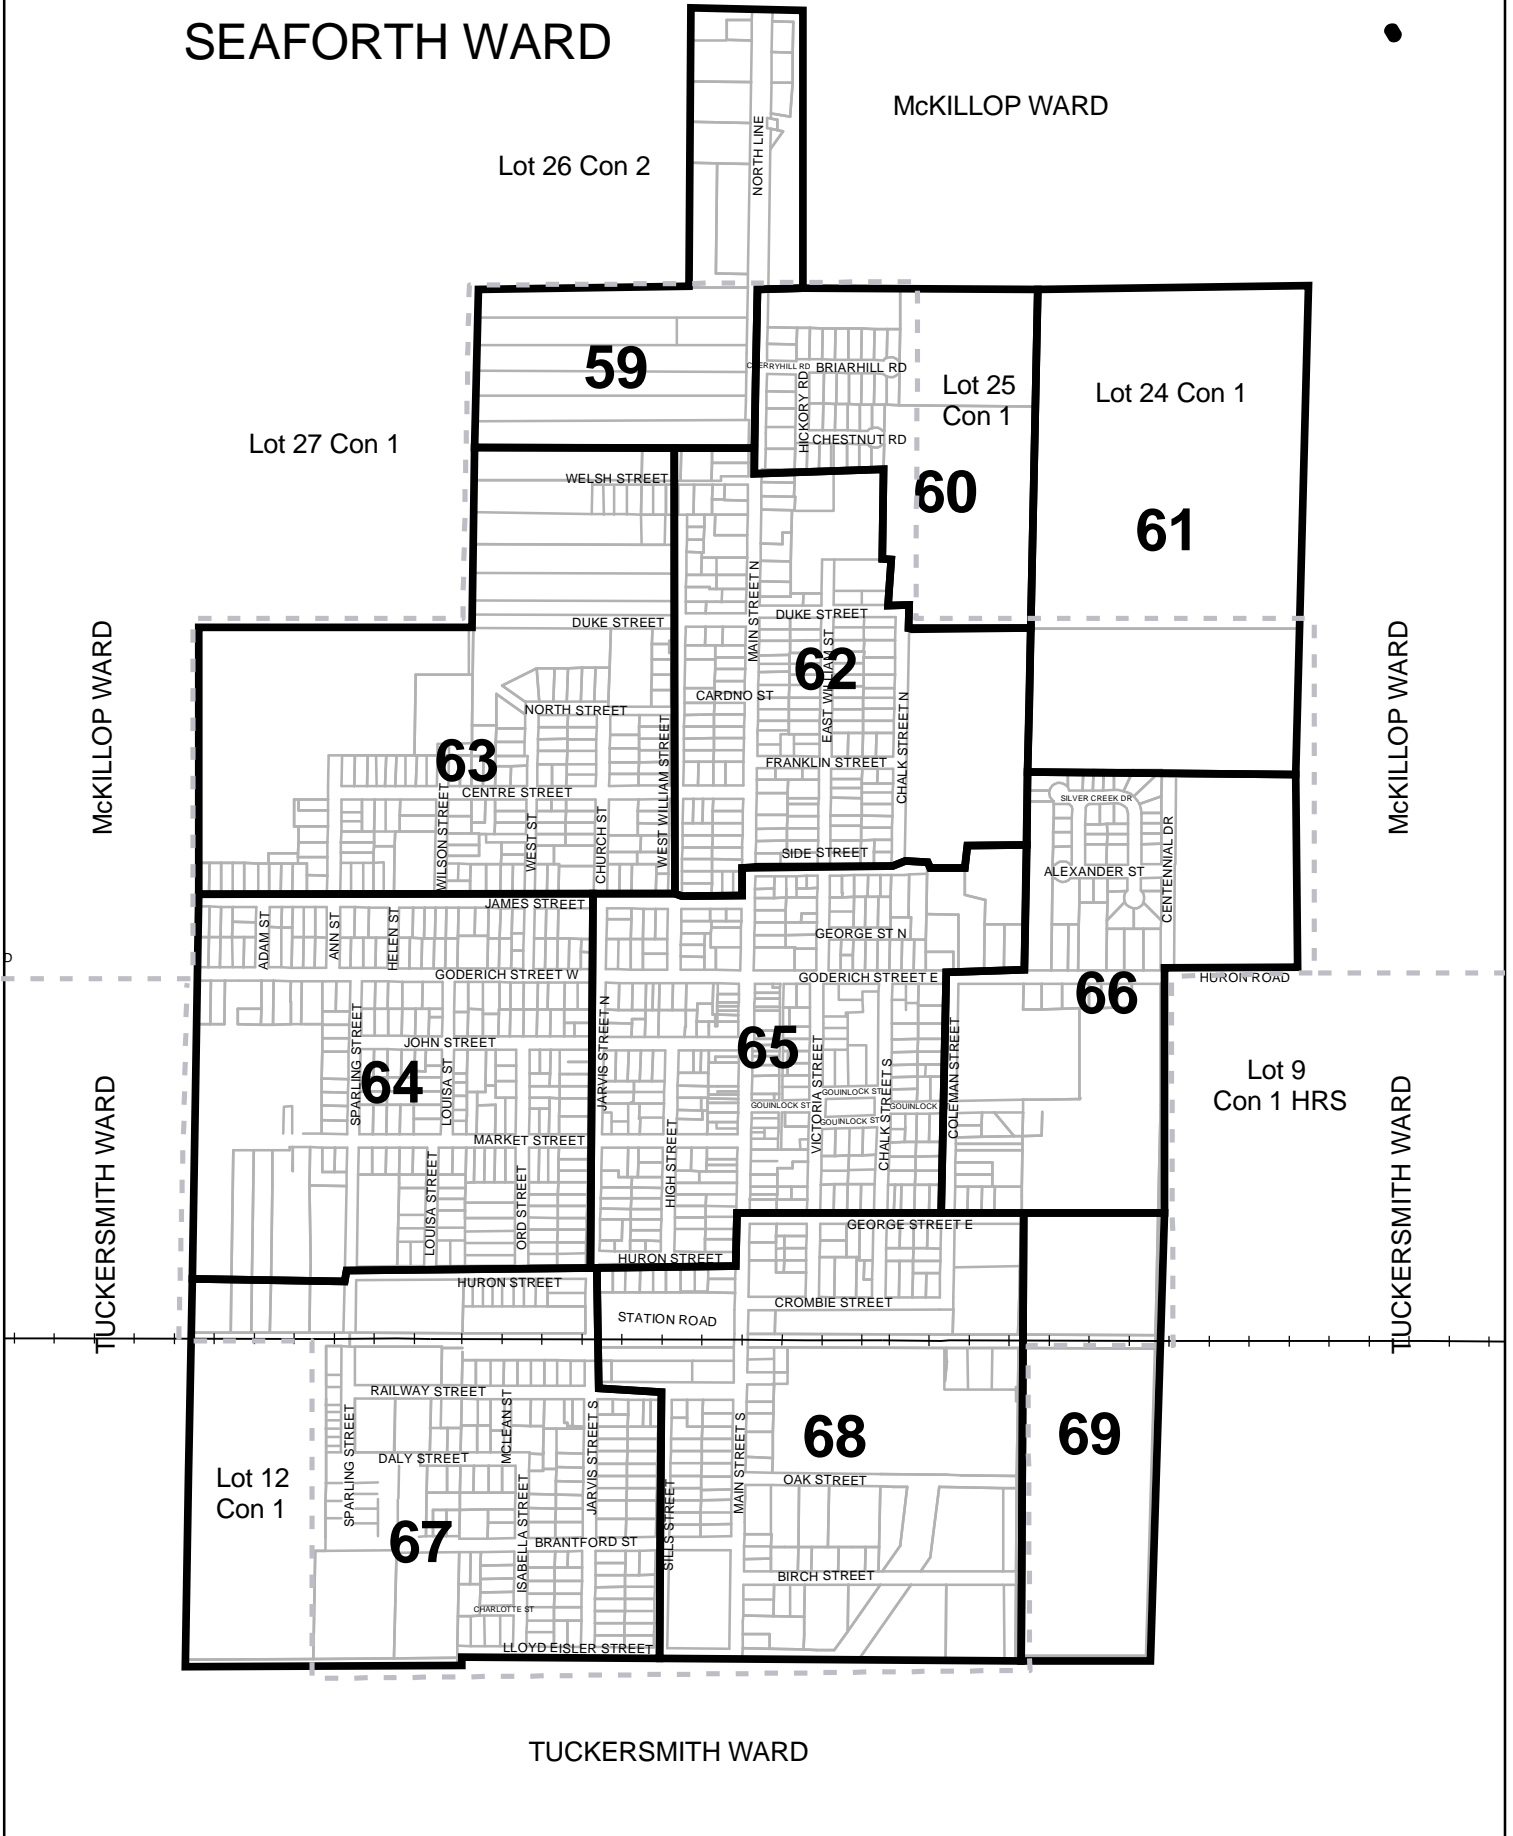 SEAFORTH WARD
McKILLOP WARD
NORTH LINE
Lot 26 Con 2
59
RYHILL RD
BRIARHILL RD
HICKORY RD
CHESTNUT RD
Lot 25
Con 1
Lot 24 Con 1
Lot 27 Con 1
60
61
WELSH STREET
MAIN STREET N
DUKE STREET
DUKE STREET
McKILLOP WARD
McKILLOP WARD
62
EAST WILLIAM ST
CARDNO ST
CHALK STREET N
NORTH STREET
WEST WILLIAM STREET
63
FRANKLIN STREET
CENTRE STREET
WILSON STREET
WEST ST
CHURCH ST
SILVER CREEK DR
CENTENNIAL DR
SIDE STREET
ALEXANDER ST
JAMES STREET
ADAM ST
ANN ST
HELEN ST
GEORGE ST N
D
GODERICH STREET W
GODERICH STREET E
HURON ROAD
66
SPARLING STREET
JOHN STREET
JARVIS STREET N
65
VICTORIA STREET
COLEMAN STREET
64
LOUISA ST
Lot 9
Con 1 HRS
GOUINLOCK ST
GOUINLOCK ST
GOUINLOCK
GOUINLOCK ST
CHALK STREET S
TUCKERSMITH WARD
TUCKERSMITH WARD
MARKET STREET
HIGH STREET
LOUISA STREET
ORD STREET
GEORGE STREET E
HURON STREET
HURON STREET
CROMBIE STREET
STATION ROAD
RAILWAY STREET
MCLEAN ST
JARVIS STREET S
SPARLING STREET
MAIN STREET S
68
69
DALY STREET
Lot 12
Con 1
OAK STREET
ISABELLA STREET
SILLS STREET
67
BRANTFORD ST
BIRCH STREET
CHARLOTTE ST
LLOYD EISLER STREET
TUCKERSMITH WARD